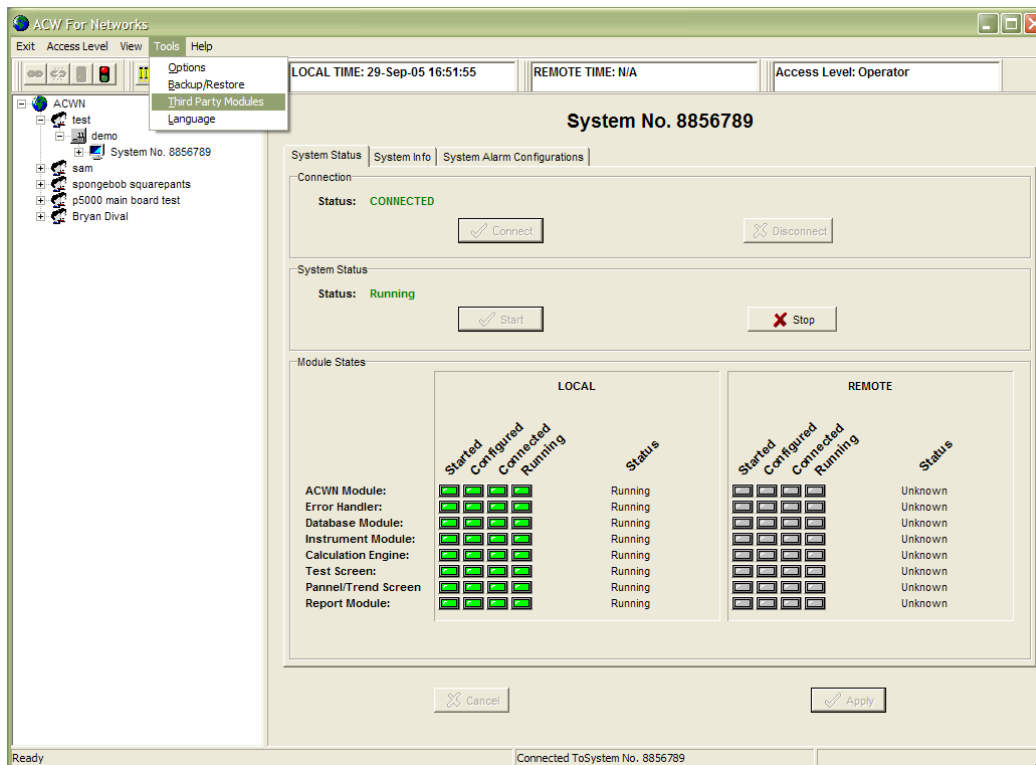 ACW For Networks
Exit Access Level View Tools Help
Options
Backup/Restore
Third Party Modules
Language
LOCAL TIME: 29-Sep-05 16:51:55 REMOTE TIME: N/A Access Level: Operator
ACWN
test
demo
System No. 8856789
sam
spongebob squarepants
p5000 main board test
Bryan Dival
System No. 8856789
System Status System Info System Alarm Configurations
Connection
Status: CONNECTED
Connect Disconnect
System Status
Status: Running
Start Stop
Module States
LOCAL REMOTE
Started Configured Connected Running Status Started Configured Connected Running Status
ACWN Module: Running Unknown
Error Handler: Running Unknown
Database Module: Running Unknown
Instrument Module: Running Unknown
Calculation Engine: Running Unknown
Test Screen: Running Unknown
Pannel/Trend Screen Running Unknown
Report Module: Running Unknown
Cancel Apply
Ready Connected ToSystem No. 8856789